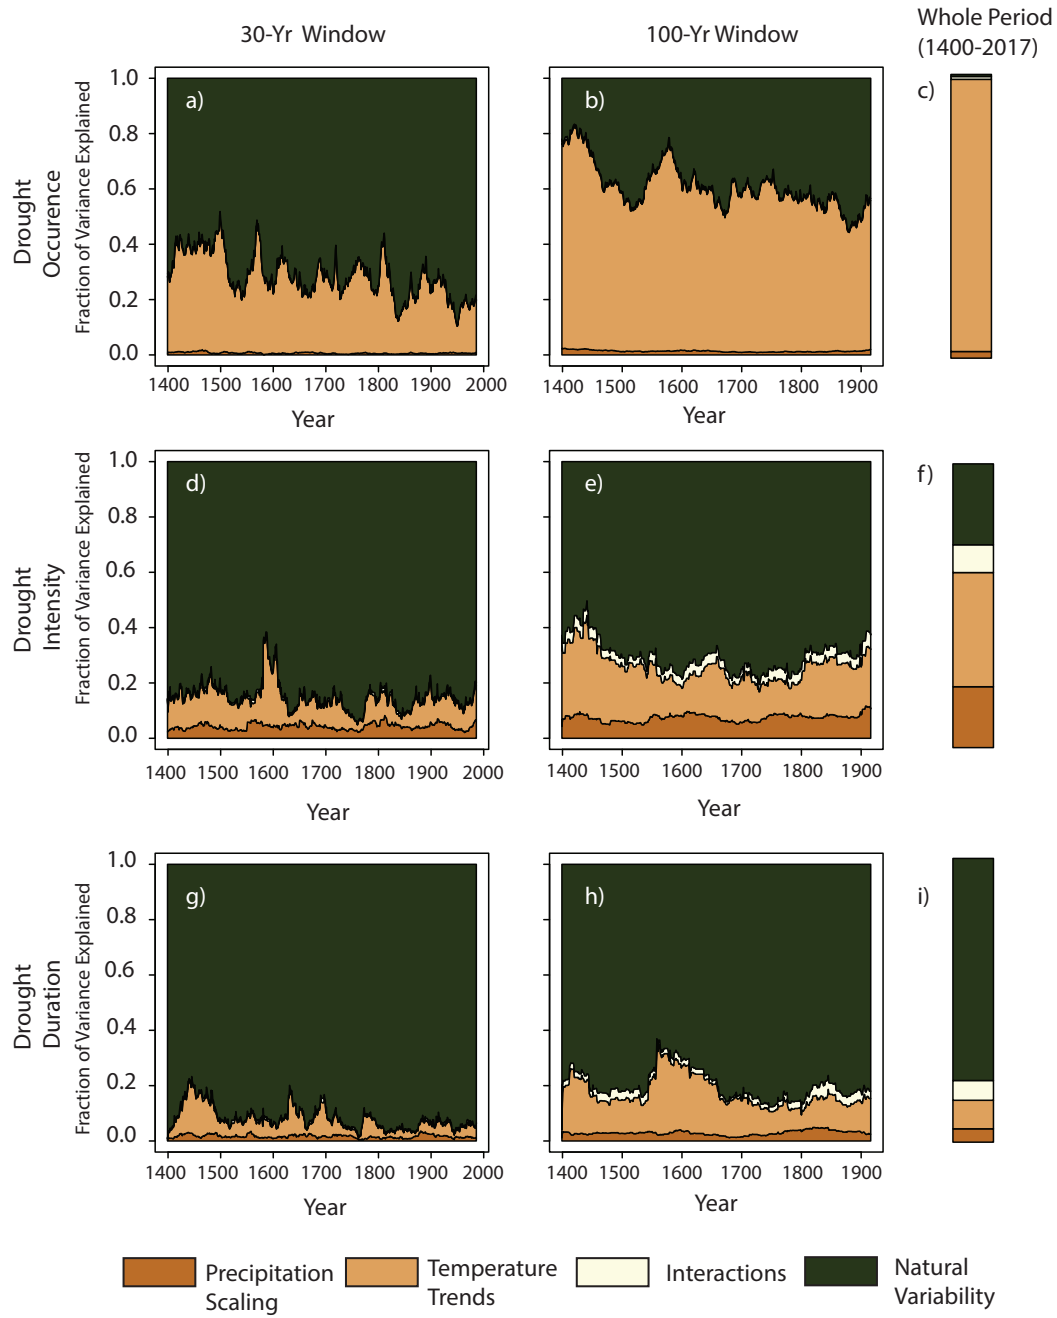 30-Yr Window
100-Yr Window
Whole Period
(1400-2017)
Drought
Occurence
Fraction of Variance Explained
1.0
0.8
0.6
0.4
0.2
0.0
a)
1400 1500 1600 1700 1800 1900 2000
Year
b)
1400 1500 1600 1700 1800 1900
Year
c)
Drought
Intensity
Fraction of Variance Explained
1.0
0.8
0.6
0.4
0.2
0.0
d)
1400 1500 1600 1700 1800 1900 2000
Year
e)
1400 1500 1600 1700 1800 1900
Year
f)
Drought
Duration
Fraction of Variance Explained
1.0
0.8
0.6
0.4
0.2
0.0
g)
1400 1500 1600 1700 1800 1900 2000
Year
h)
1400 1500 1600 1700 1800 1900
Year
i)
Precipitation
Scaling
Temperature
Trends
Interactions
Natural
Variability